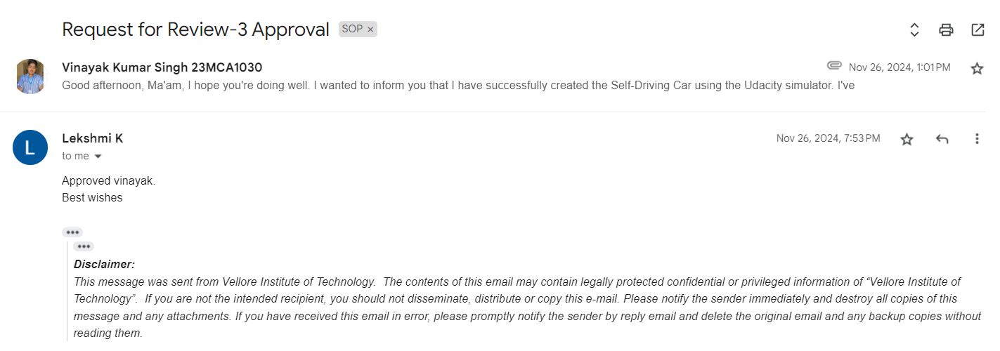 Request for Review-3 Approval SOP ×
Vinayak Kumar Singh 23MCA1030 Nov 26, 2024, 1:01 PM
Good afternoon, Ma'am, I hope you're doing well. I wanted to inform you that I have successfully created the Self-Driving Car using the Udacity simulator. I've
L
Lekshmi K Nov 26, 2024, 7:53 PM
to me
Approved vinayak.
Best wishes
Disclaimer:
This message was sent from Vellore Institute of Technology.  The contents of this email may contain legally protected confidential or privileged information of “Vellore Institute of
Technology”.  If you are not the intended recipient, you should not disseminate, distribute or copy this e-mail. Please notify the sender immediately and destroy all copies of this
message and any attachments. If you have received this email in error, please promptly notify the sender by reply email and delete the original email and any backup copies without
reading them.